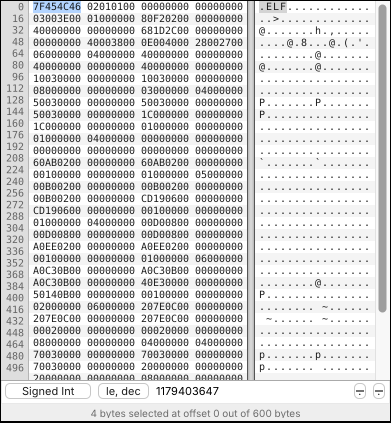 0 7F454C46 02010100 00000000 00000000 .ELF............
16 03003E00 01000000 80F20200 00000000 ..>.............
32 40000000 00000000 681D2C00 00000000 @.......h.,.....
48 00000000 40003800 0E004000 28002700 ....@.8...@.(.'.
64 06000000 04000000 40000000 00000000 ........@.......
80 40000000 00000000 40000000 00000000 @.......@.......
96 10030000 00000000 10030000 00000000 ................
112 08000000 00000000 03000000 04000000 ................
128 50030000 00000000 50030000 00000000 P.......P.......
144 50030000 00000000 1C000000 00000000 P...............
160 1C000000 00000000 01000000 00000000 ................
176 01000000 04000000 00000000 00000000 ................
192 00000000 00000000 00000000 00000000 ................
208 60AB0200 00000000 60AB0200 00000000 `.......`.......
224 00100000 00000000 01000000 05000000 ................
240 00B00200 00000000 00B00200 00000000 ................
256 00B00200 00000000 CD190600 00000000 ................
272 CD190600 00000000 00100000 00000000 ................
288 01000000 04000000 00D00800 00000000 ................
304 00D00800 00000000 00D00800 00000000 ................
320 A0EE0200 00000000 A0EE0200 00000000 ................
336 00100000 00000000 01000000 06000000 ................
352 A0C30B00 00000000 A0C30B00 00000000 ................
368 A0C30B00 00000000 40E30000 00000000 ........@.......
384 50140B00 00000000 00100000 00000000 P...............
400 02000000 06000000 207E0C00 00000000 ........ ~......
416 207E0C00 00000000 207E0C00 00000000  ~...... ~......
432 00020000 00000000 00020000 00000000 ................
448 08000000 00000000 04000000 04000000 ................
464 70030000 00000000 70030000 00000000 p.......p.......
480 70030000 00000000 20000000 00000000 p....... .......
496 20000000 00000000 08000000 00000000
Signed Int le, dec 1179403647
4 bytes selected at offset 0 out of 600 bytes